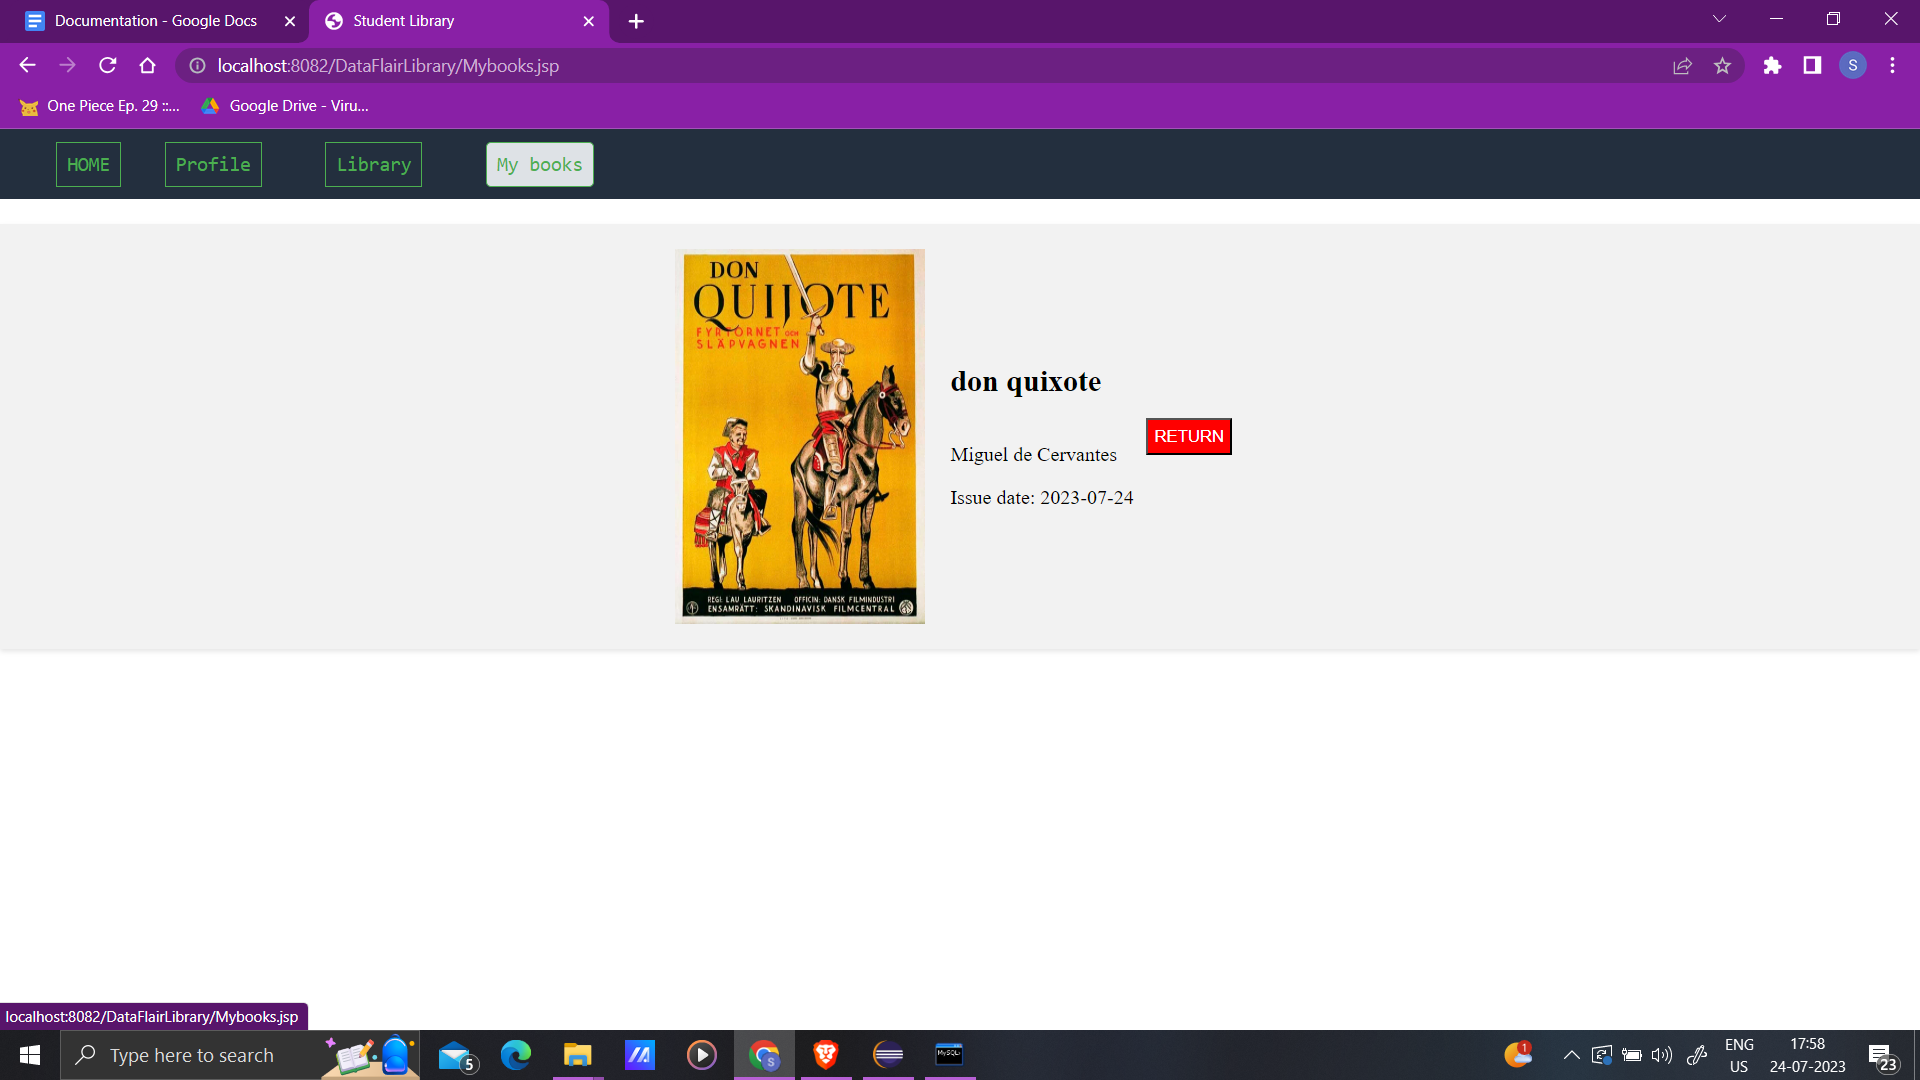 Documentation - Google Docs
Student Library
localhost:8082/DataFlairLibrary/Mybooks.jsp
S
One Piece Ep. 29 ::...
Google Drive - Viru...
HOME
Profile
Library
My books
DON
QUIJOTE
FYRTORNET OCH
SLÄPVAGNEN
REGI: LAU LAURITZEN OFFICIN: DANSK FILMINDUSTRI
ENSAMRÄTT: SKANDINAVISK FILMCENTRAL
don quixote
RETURN
Miguel de Cervantes
Issue date: 2023-07-24
localhost:8082/DataFlairLibrary/Mybooks.jsp
Type here to search
5
S
MySQL
1
ENG
US
17:58
24-07-2023
23